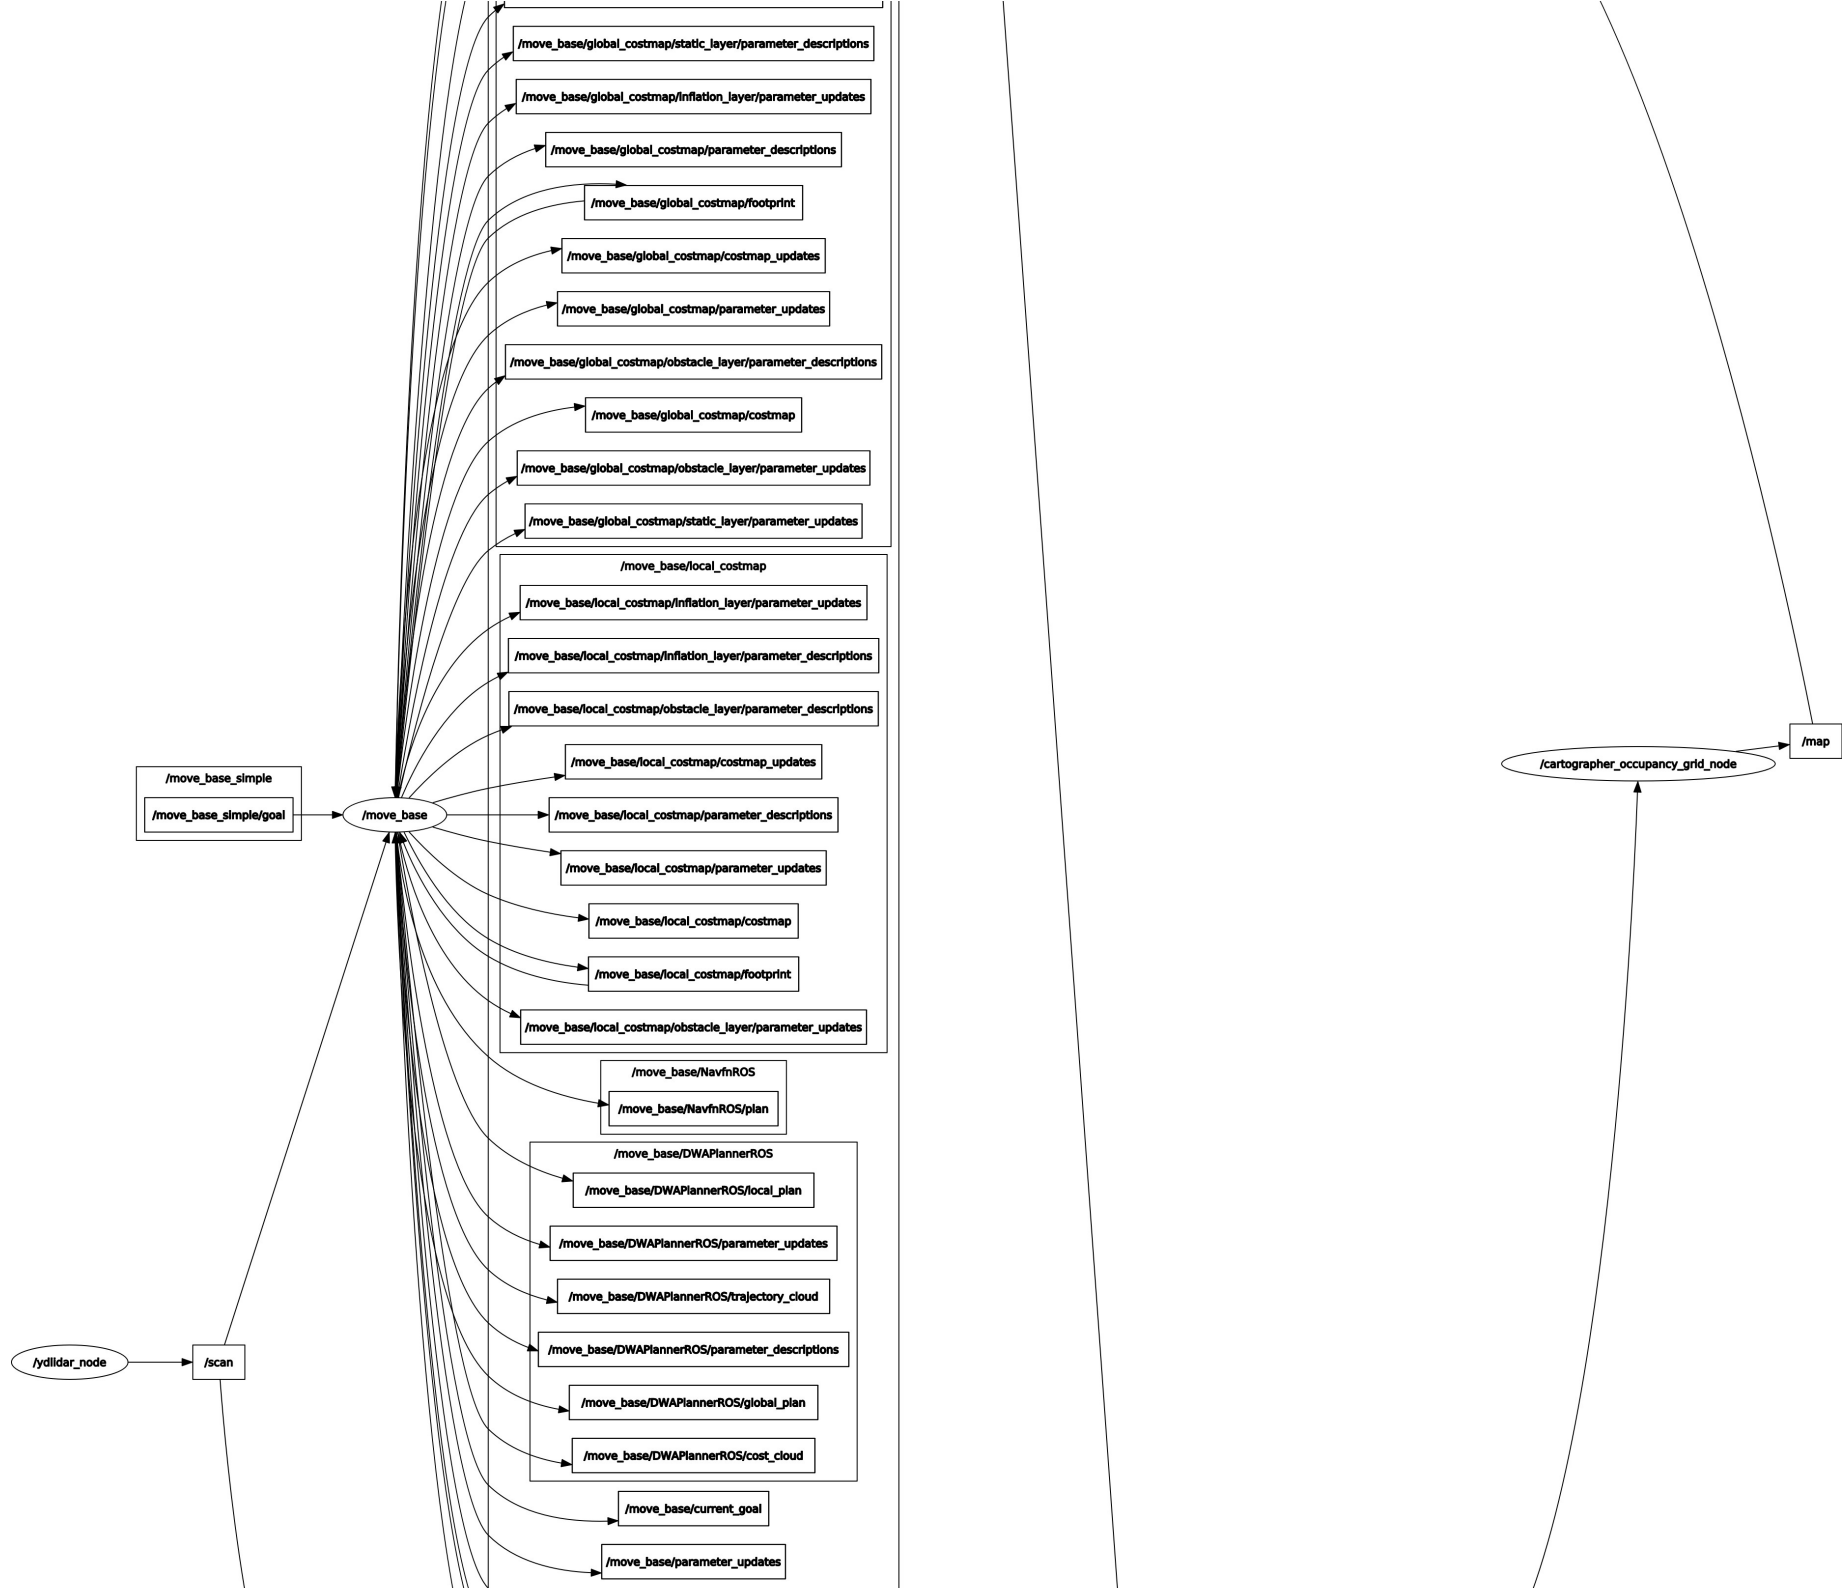 /move_base/global_costmap/static_layer/parameter_descriptions
/move_base/global_costmap/inflation_layer/parameter_updates
/move_base/global_costmap/parameter_descriptions
/move_base/global_costmap/footprint
/move_base/global_costmap/costmap_updates
/move_base/global_costmap/parameter_updates
/move_base/global_costmap/obstacle_layer/parameter_descriptions
/move_base/global_costmap/costmap
/move_base/global_costmap/obstacle_layer/parameter_updates
/move_base/global_costmap/static_layer/parameter_updates
/move_base/local_costmap
/move_base/local_costmap/inflation_layer/parameter_updates
/move_base/local_costmap/inflation_layer/parameter_descriptions
/move_base/local_costmap/obstacle_layer/parameter_descriptions
/move_base/local_costmap/costmap_updates
/move_base/local_costmap/parameter_descriptions
/move_base/local_costmap/parameter_updates
/move_base/local_costmap/costmap
/move_base/local_costmap/footprint
/move_base/local_costmap/obstacle_layer/parameter_updates
/move_base/NavfnROS
/move_base/NavfnROS/plan
/move_base/DWAPlannerROS
/move_base/DWAPlannerROS/local_plan
/move_base/DWAPlannerROS/parameter_updates
/move_base/DWAPlannerROS/trajectory_cloud
/move_base/DWAPlannerROS/parameter_descriptions
/move_base/DWAPlannerROS/global_plan
/move_base/DWAPlannerROS/cost_cloud
/move_base/current_goal
/move_base/parameter_updates
/move_base_simple
/move_base_simple/goal
/move_base
/ydlidar_node
/scan
/cartographer_occupancy_grid_node
/map